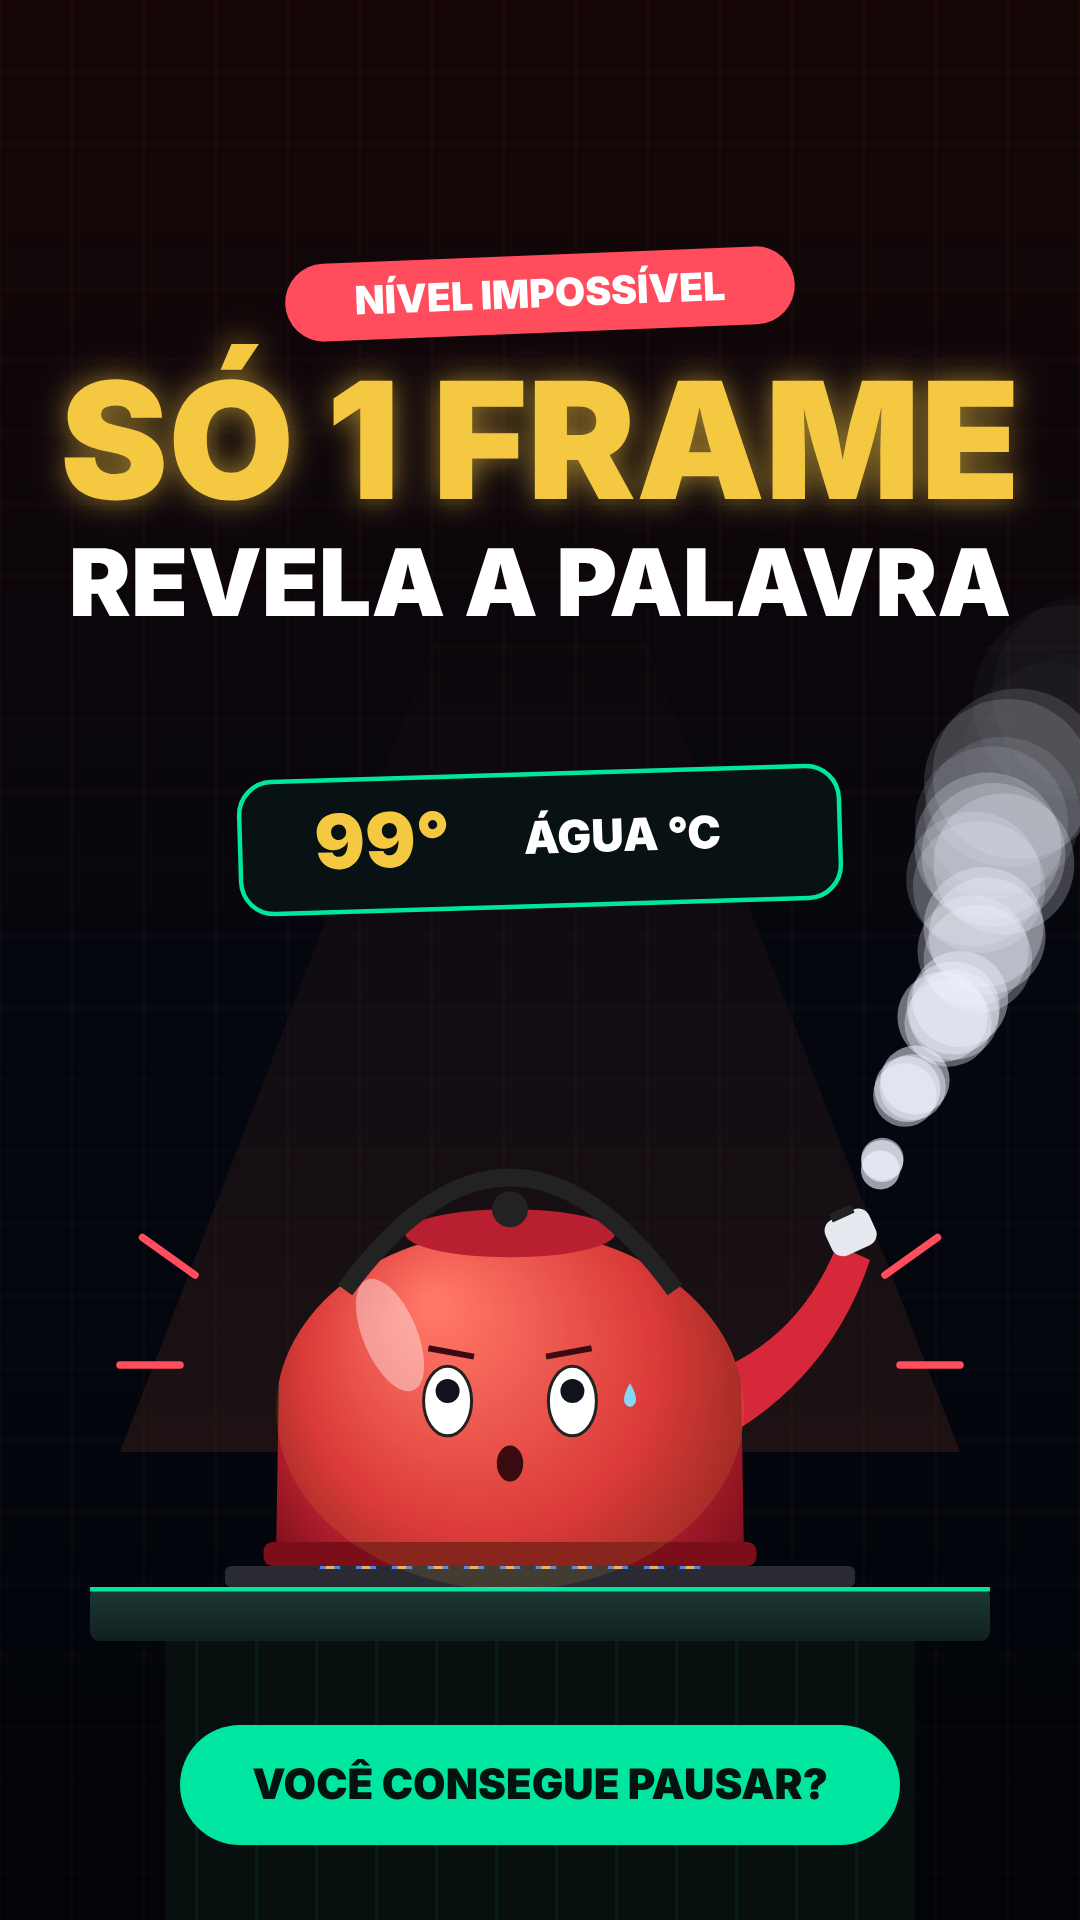 NÍVEL IMPOSSÍVEL
SÓ 1 FRAME
REVELA A PALAVRA
99° ÁGUA °C
VOCÊ CONSEGUE PAUSAR?